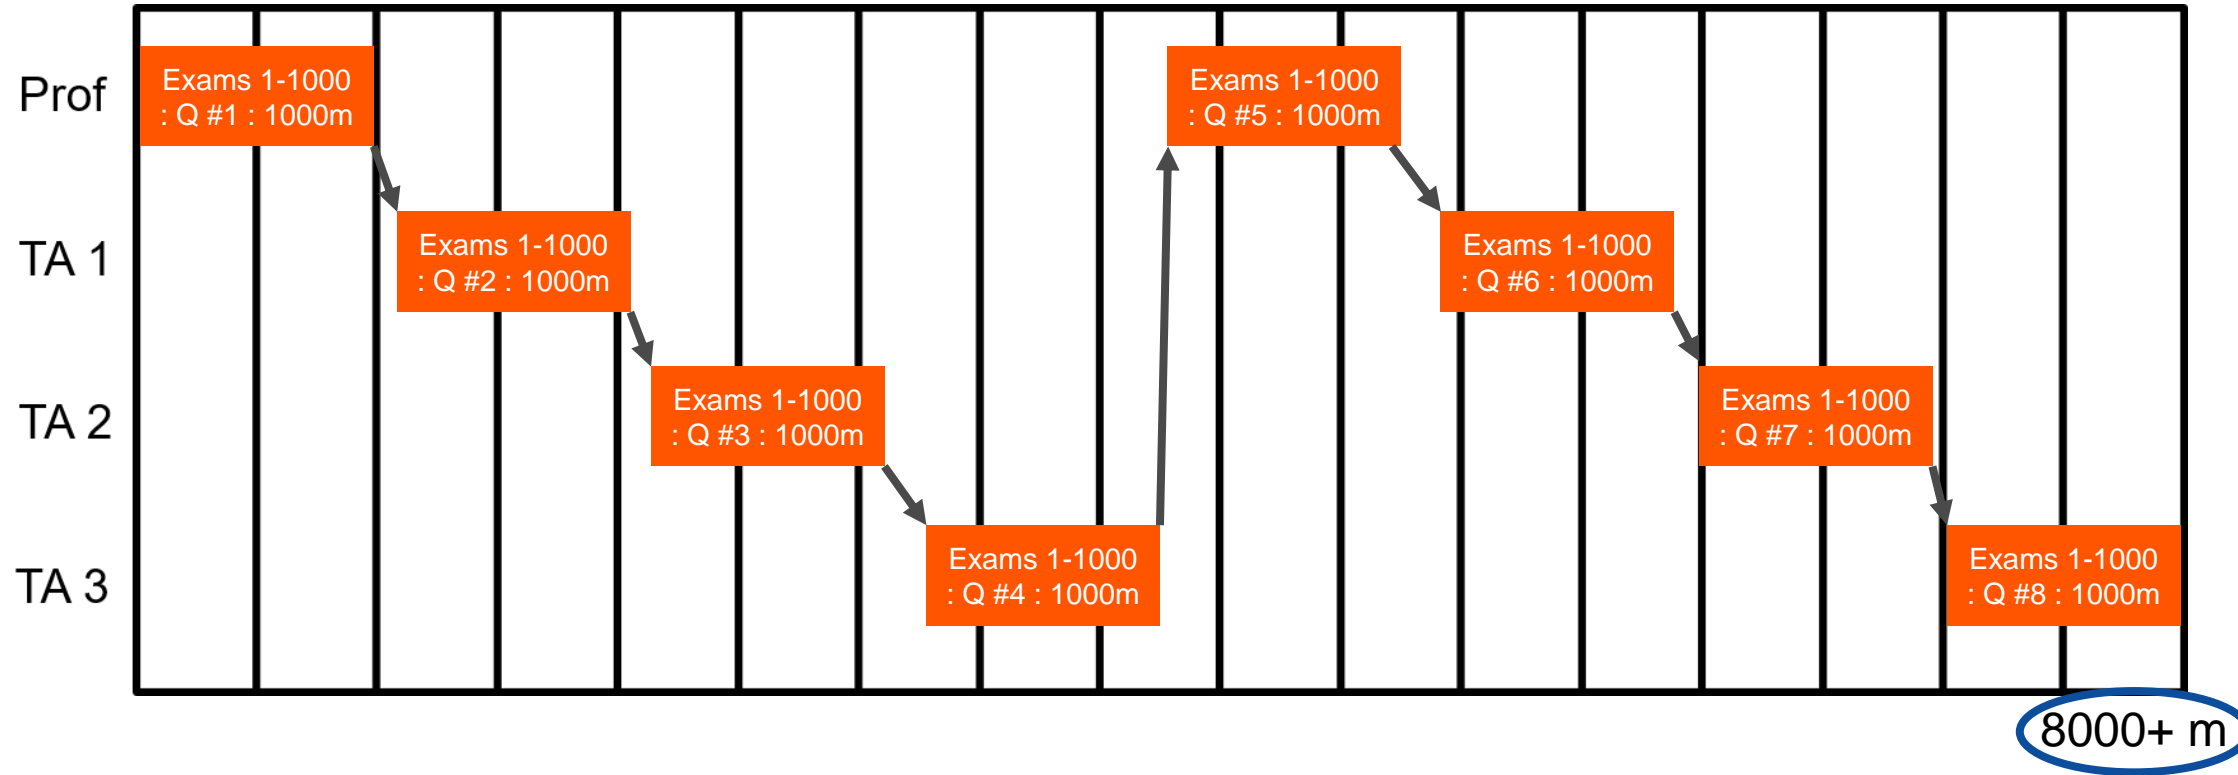 Prof
Exams 1-1000
: Q #1 : 1000m
Exams 1-1000
: Q #5 : 1000m
TA 1
Exams 1-1000
: Q #2 : 1000m
Exams 1-1000
: Q #6 : 1000m
TA 2
Exams 1-1000
: Q #3 : 1000m
Exams 1-1000
: Q #7 : 1000m
TA 3
Exams 1-1000
: Q #4 : 1000m
Exams 1-1000
: Q #8 : 1000m
8000+ m